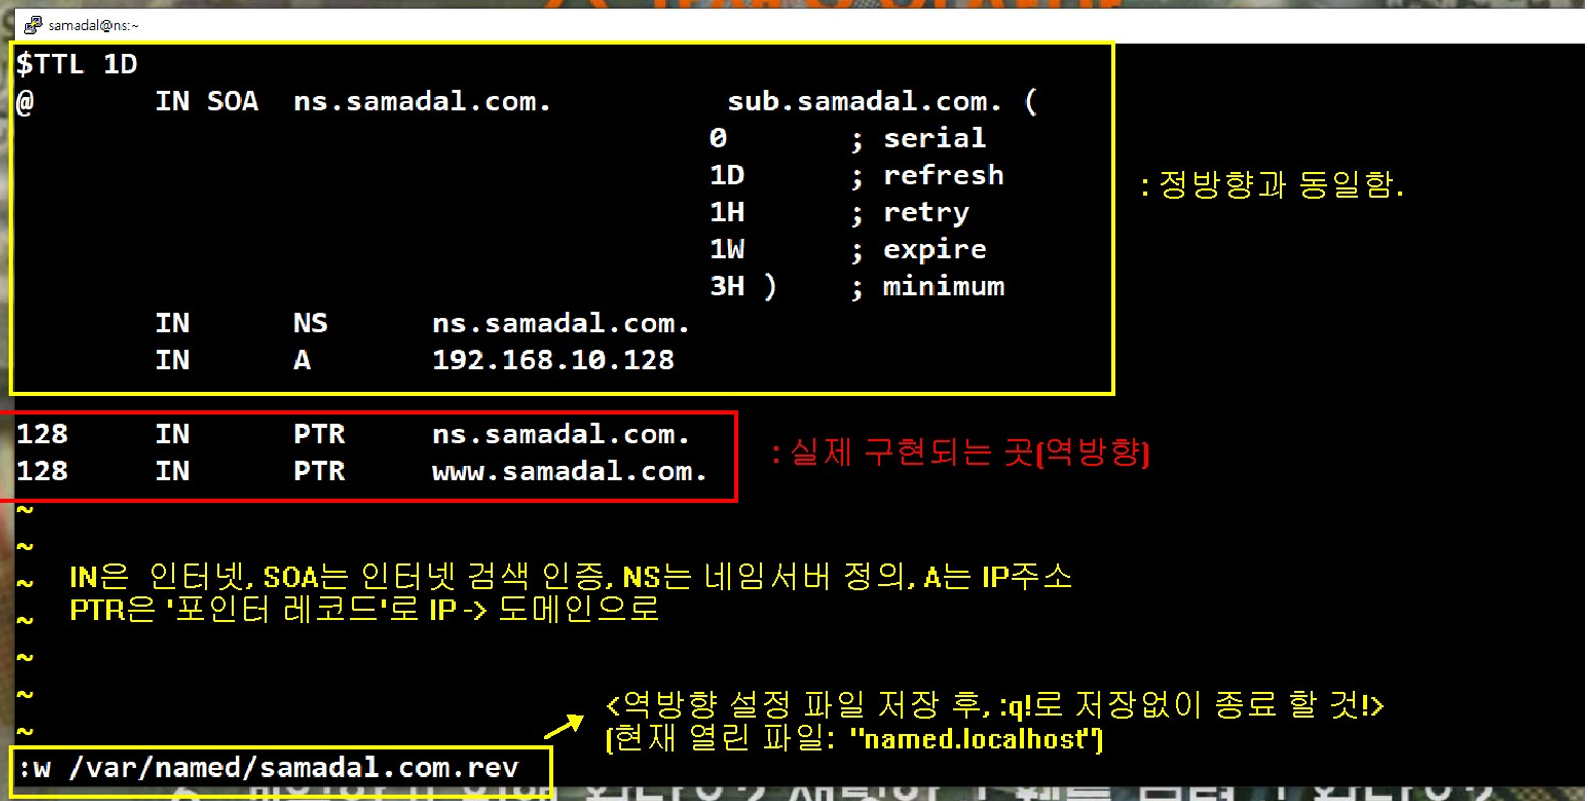 samadal@ns:~
$TTL 1D
@ IN SOA ns.samadal.com. sub.samadal.com. (
0 ; serial
1D ; refresh
: 정방향과 동일함.
1H ; retry
1W ; expire
3H ) ; minimum
IN NS ns.samadal.com.
IN A 192.168.10.128
128 IN PTR ns.samadal.com.
: 실제 구현되는 곳(역방향)
128 IN PTR www.samadal.com.
~
~
~
~
~
~
~
IN은 인터넷, SOA는 인터넷 검색 인증, NS는 네임서버 정의, A는 IP주소
PTR은 '포인터 레코드'로 IP -> 도메인으로
<역방향 설정 파일 저장 후, :q!로 저장없이 종료 할 것!>
(현재 열린 파일: "named.localhost")
:w /var/named/samadal.com.rev